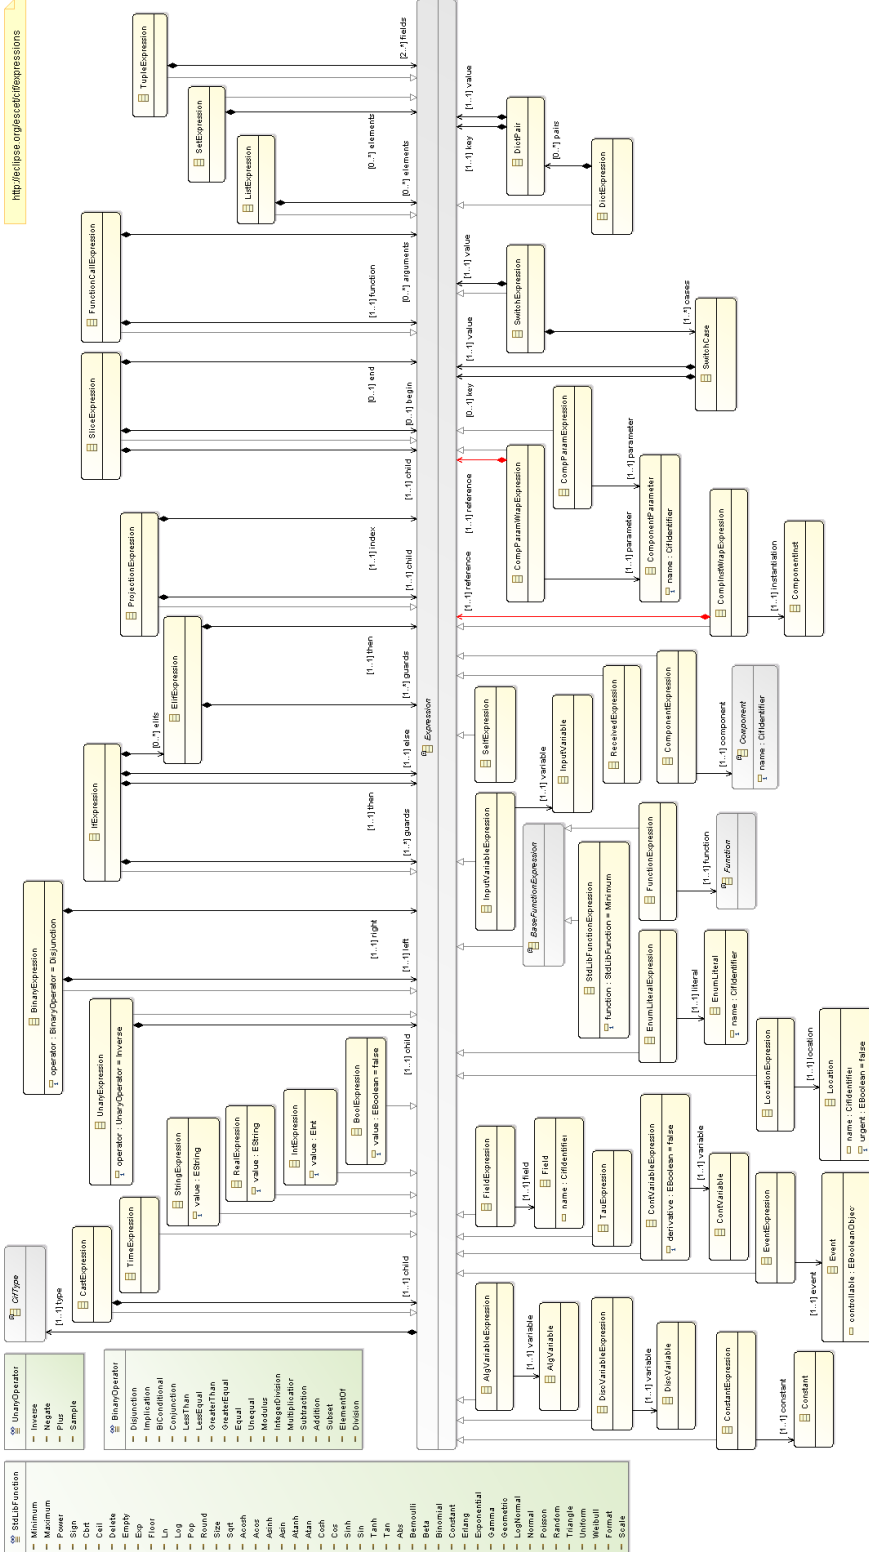 http://eclipse.org/escet/cif/expressions
TupleExpression
[2..*] fields
SetExpression
[0..*] elements
ListExpression
[0..*] elements
FunctionCallExpression
[1..1] function
[0..*] arguments
SliceExpression
[0..1] end
[0..1] begin
[1..1] child
ProjectionExpression
[1..1] index
[1..1] child
ElifExpression
[1..1] then
[1..*] guards
[0..*] elifs
IfExpression
[1..1] else
[1..1] then
[1..*] guards
BinaryExpression
operator : BinaryOperator = Disjunction
[1..1] right
[1..1] left
UnaryExpression
operator : UnaryOperator = Inverse
[1..1] child
BoolExpression
value : EBoolean = false
IntExpression
value : EInt
RealExpression
value : EString
StringExpression
value : EString
TimeExpression
CastExpression
[1..1] child
CifType
[1..1] type
Expression
[1..1] value
[1..1] key
DictPair
[0..*] pairs
DictExpression
[1..1] value
SwitchExpression
[1..*] cases
SwitchCase
[1..1] value
[0..1] key
CompParamExpression
[1..1] parameter
CompParamWrapExpression
[1..1] reference
[1..1] parameter
ComponentParameter
name : CifIdentifier
[1..1] reference
CompInstWrapExpression
[1..1] instantiation
ComponentInst
SelfExpression
InputVariable
[1..1] variable
InputVariableExpression
ReceivedExpression
ComponentExpression
[1..1] component
Component
name : CifIdentifier
BaseFunctionExpression
StdLibFunctionExpression
function : StdLibFunction = Minimum
FunctionExpression
[1..1] function
Function
EnumLiteralExpression
[1..1] literal
EnumLiteral
name : CifIdentifier
LocationExpression
[1..1] location
Location
name : CifIdentifier
urgent : EBoolean = false
FieldExpression
[1..1] field
Field
name : CifIdentifier
TauExpression
ContVariableExpression
derivative : EBoolean = false
[1..1] variable
ContVariable
EventExpression
[1..1] event
Event
controllable : EBooleanObjec
AlgVariableExpression
[1..1] variable
AlgVariable
DiscVariableExpression
[1..1] variable
DiscVariable
ConstantExpression
[1..1] constant
Constant
UnaryOperator
Inverse
Negate
Plus
Sample
BinaryOperator
Disjunction
Implication
BiConditional
Conjunction
LessThan
LessEqual
GreaterThan
GreaterEqual
Equal
Unequal
Modulus
IntegerDivision
Multiplication
Subtraction
Addition
Subset
ElementOf
Division
StdLibFunction
Minimum
Maximum
Power
Sign
Cbrt
Ceil
Delete
Empty
Exp
Floor
Ln
Log
Pop
Round
Size
Sqrt
Acosh
Acos
Asinh
Asin
Atanh
Atan
Cosh
Cos
Sinh
Sin
Tanh
Tan
Abs
Bernoulli
Beta
Binomial
Constant
Erlang
Exponential
Gamma
Geometric
LogNormal
Normal
Poisson
Random
Triangle
Uniform
Weibull
Format
Scale